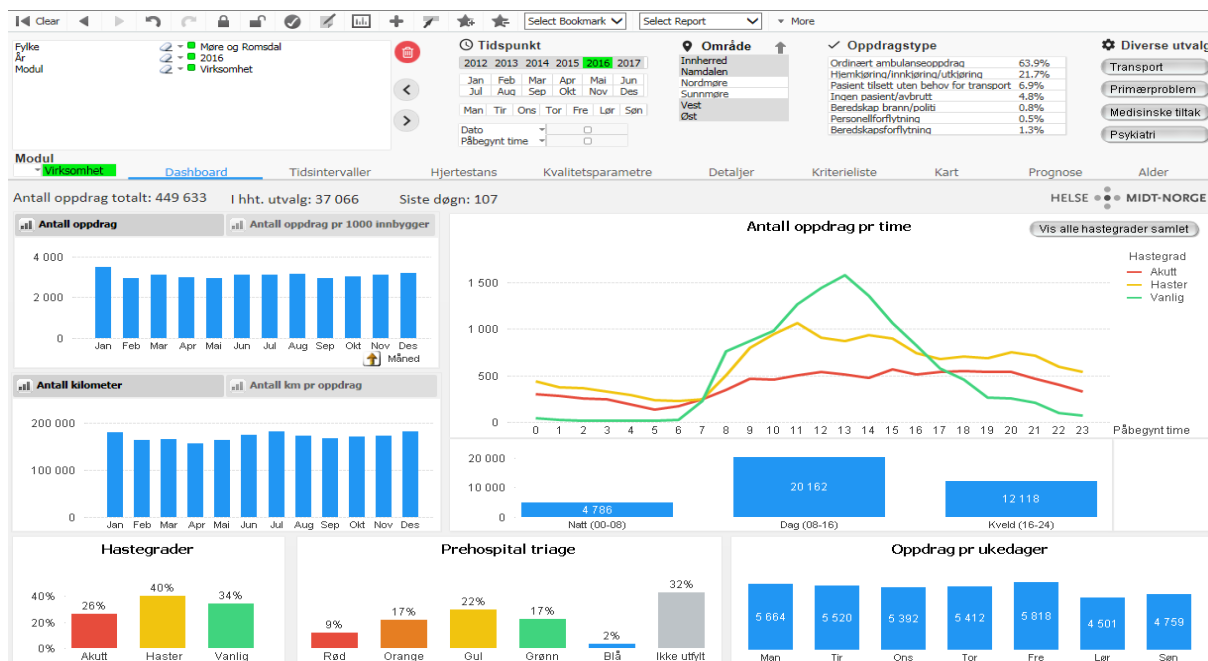 Clear Select Bookmark Select Report More
Fylke Møre og Romsdal
År 2016
Modul Virksomhet
Tidspunkt
2012 2013 2014 2015 2016 2017
Jan Feb Mar Apr Mai Jun
Jul Aug Sep Okt Nov Des
Man Tir Ons Tor Fre Lør Søn
Dato
Påbegynt time
Område
Innherred
Namdalen
Nordmøre
Sunnmøre
Vest
Øst
Oppdragstype
Ordinært ambulanseoppdrag 63.9%
Hjemkjøring/innkjøring/utkjøring 21.7%
Pasient tilsett uten behov for transport 6.9%
Ingen pasient/avbrutt 4.8%
Beredskap brann/politi 0.8%
Personellforflytning 0.5%
Beredskapsforflytning 1.3%
Diverse utvalg
Transport
Primærproblem
Medisinske tiltak
Psykiatri
Modul
Virksomhet
Dashboard Tidsintervaller Hjertestans Kvalitetsparametre Detaljer Kriterieliste Kart Prognose Alder
Antall oppdrag totalt: 449 633 I hht. utvalg: 37 066 Siste døgn: 107
HELSE MIDT-NORGE
Antall oppdrag Antall oppdrag pr 1000 innbygger
4 000
2 000
0
Jan Feb Mar Apr Mai Jun Jul Aug Sep Okt Nov Des
Måned
Antall kilometer Antall km pr oppdrag
200 000
100 000
0
Jan Feb Mar Apr Mai Jun Jul Aug Sep Okt Nov Des
Antall oppdrag pr time
Vis alle hastegrader samlet
Hastegrad
Akutt
Haster
Vanlig
1 500
1 000
500
0
0 1 2 3 4 5 6 7 8 9 10 11 12 13 14 15 16 17 18 19 20 21 22 23 Påbegynt time
20 000
10 000
0
4 786 20 162 12 118
Natt (00-08) Dag (08-16) Kveld (16-24)
Hastegrader
40%
20%
0%
26% 40% 34%
Akutt Haster Vanlig
Prehospital triage
9% 17% 22% 17% 2% 32%
Rød Orange Gul Grønn Blå Ikke utfylt
Oppdrag pr ukedager
5 664 5 520 5 392 5 412 5 818 4 501 4 759
Man Tir Ons Tor Fre Lør Søn